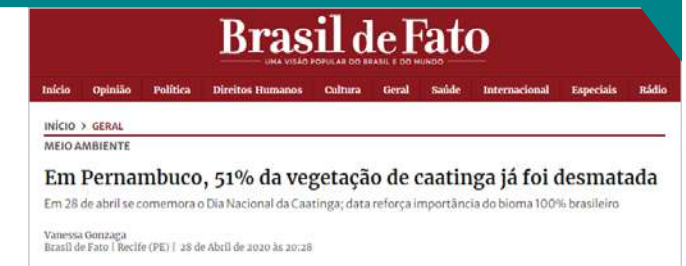 Brasil de Fato
UMA VISÃO POPULAR DO BRASIL E DO MUNDO
Início Opinião Política Direitos Humanos Cultura Geral Saúde Internacional Especiais Rádio
INÍCIO > GERAL
MEIO AMBIENTE
Em Pernambuco, 51% da vegetação de caatinga já foi desmatada
Em 28 de abril se comemora o Dia Nacional da Caatinga; data reforça importância do bioma 100% brasileiro
Vanessa Gonzaga
Brasil de Fato | Recife (PE) | 28 de Abril de 2020 às 20:28